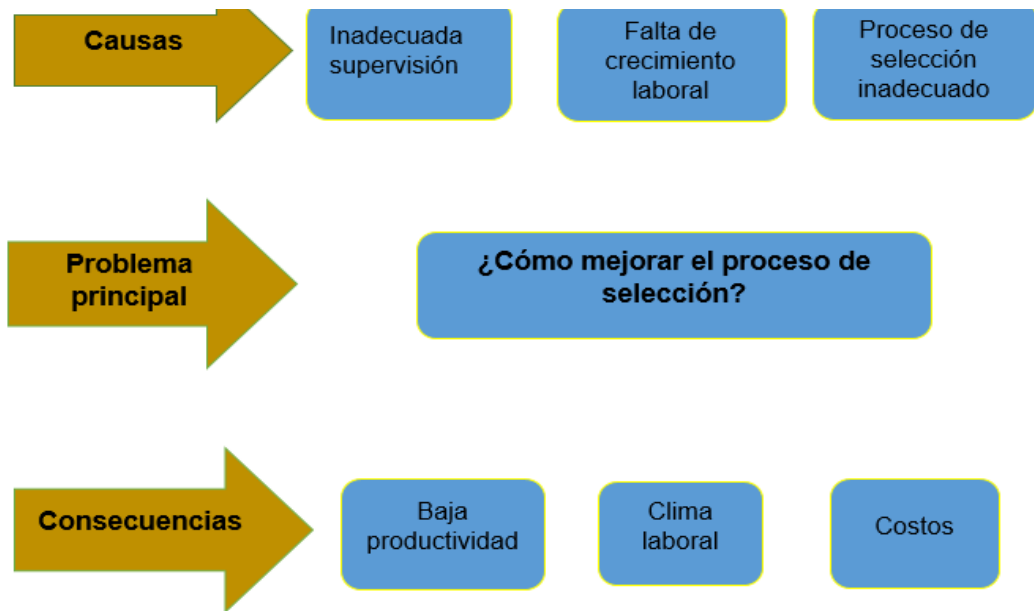 Causas
Inadecuada
supervisión
Falta de
crecimiento
laboral
Proceso de
selección
inadecuado
Problema
principal
¿Cómo mejorar el proceso de
selección?
Consecuencias
Baja
productividad
Clima
laboral
Costos